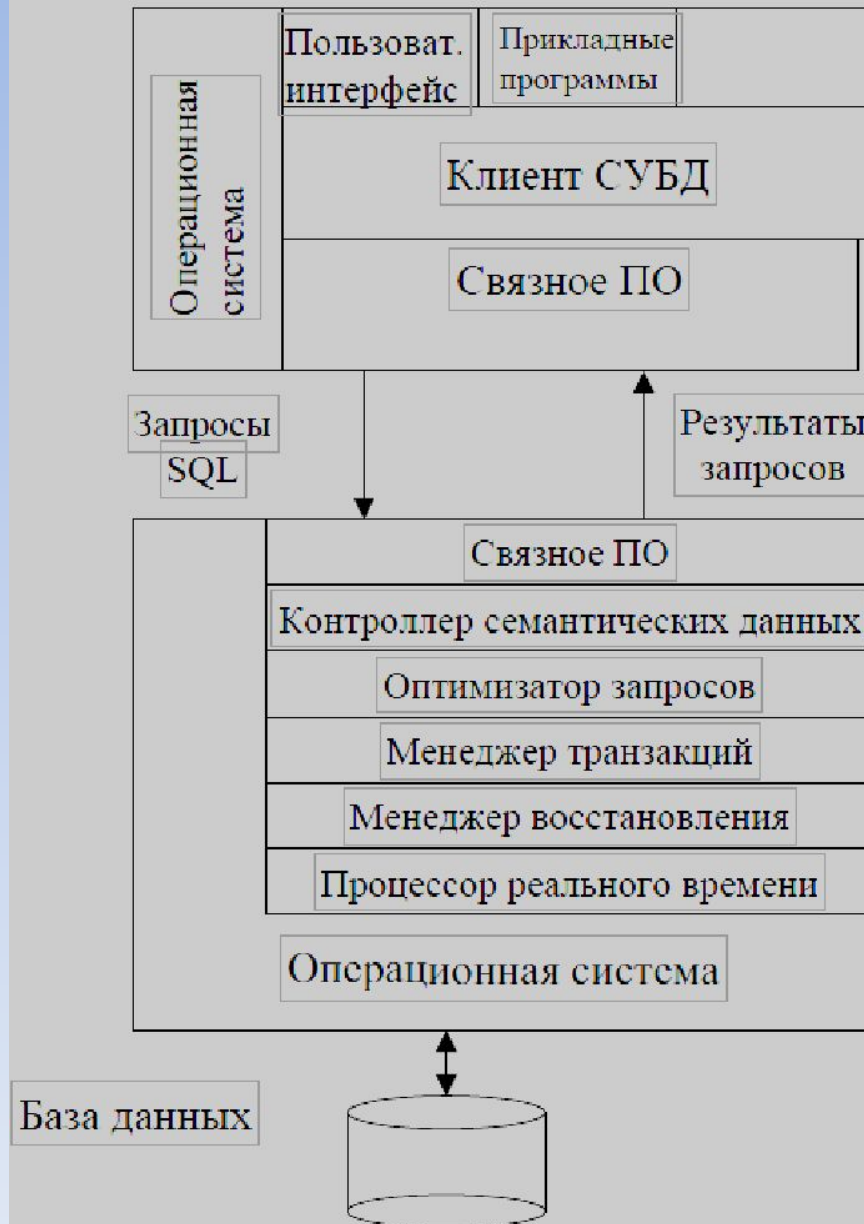 Пользоват.
интерфейс
Прикладные
программы
Операционная
система
Клиент СУБД
Связное ПО
Запросы
SQL
Результаты
запросов
Связное ПО
Контроллер семантических данных
Оптимизатор запросов
Менеджер транзакций
Менеджер восстановления
Процессор реального времени
Операционная система
База данных